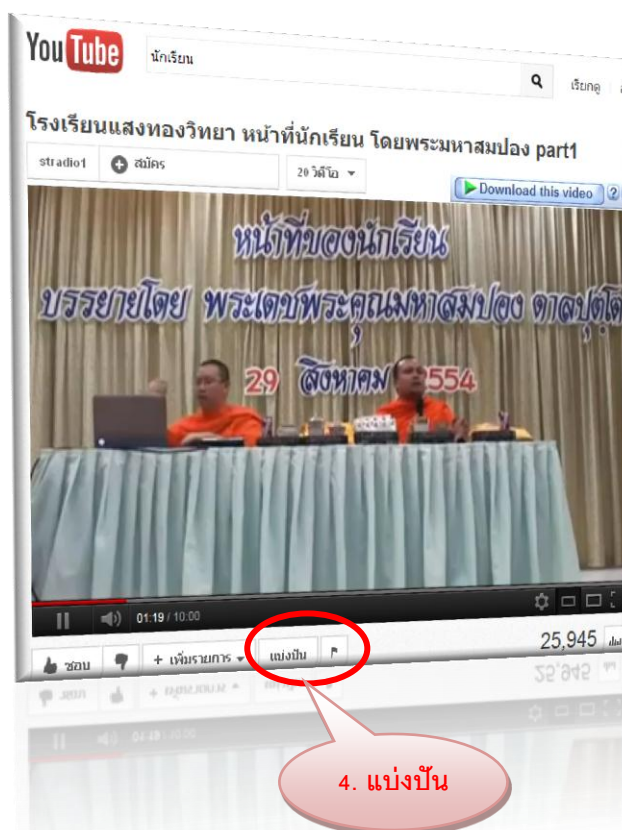 You Tube
นักเรียน
เรียกดู
โรงเรียนแสงทองวิทยา หน้าที่นักเรียน โดยพระมหาสมปอง part1
stradio1 สมัคร 20 วิดีโอ
Download this video ?
หน้าที่ของนักเรียน
บรรยายโดย พระเดชพระคุณมหาสมปอง ตาลปุตฺโต
29 สิงหาคม 2554
01:19 / 10:00
ชอบ + เพิ่มรายการ แบ่งปัน
25,945
4. แบ่งปัน